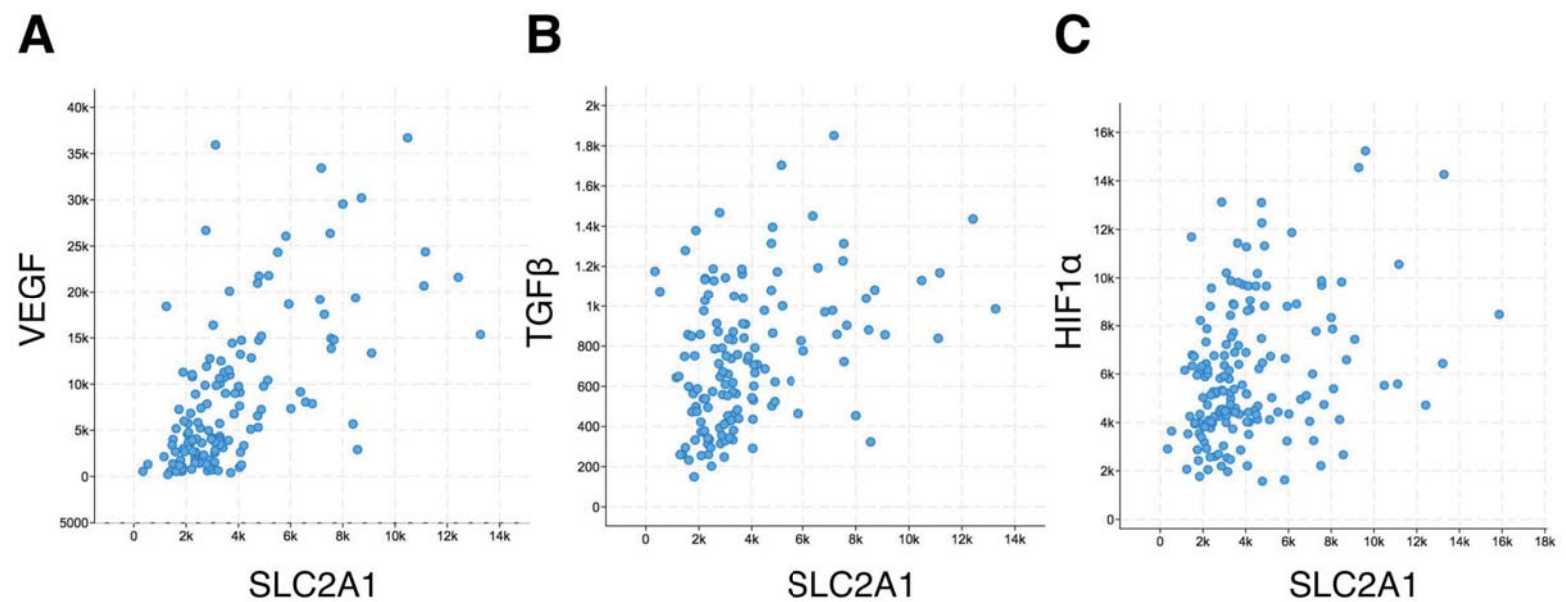 A
B
C
VEGF
40k
35k
30k
25k
20k
15k
10k
5k
0
5000
0 2k 4k 6k 8k 10k 12k 14k
SLC2A1
TGFβ
2k
1.8k
1.6k
1.4k
1.2k
1k
800
600
400
200
0
0 2k 4k 6k 8k 10k 12k 14k
SLC2A1
HIF1α
16k
14k
12k
10k
8k
6k
4k
2k
0
0 2k 4k 6k 8k 10k 12k 14k 16k 18k
SLC2A1